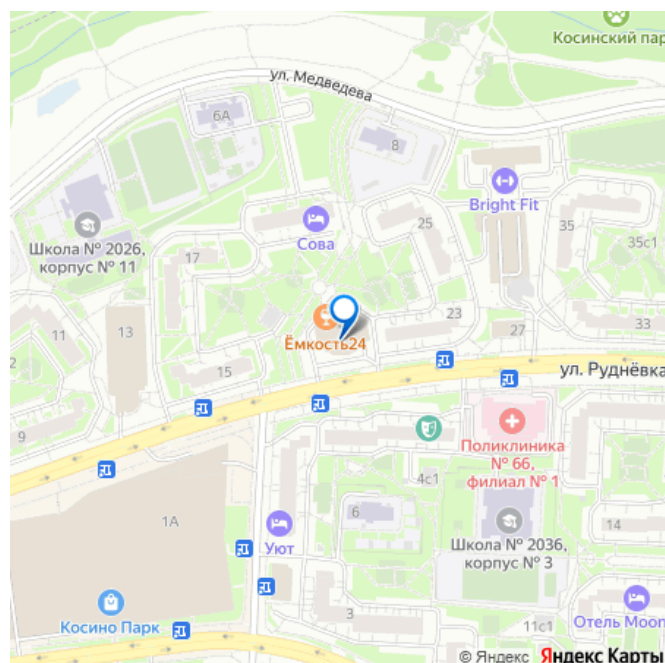 Косинский пар
ул. Медведева
6А
8
Bright Fit
25
35
Сова
35с1
Школа № 2026,
корпус № 11
17
23
33
11
13
27
2
Ёмкость24
15
ул. Руднёвка
9
Поликлиника
№ 66,
филиал № 1
4с1
1А
6
14
Уют
Школа № 2036,
корпус № 3
Косино Парк
3
11с1
Отель Moon
© Яндекс Яндекс Карты